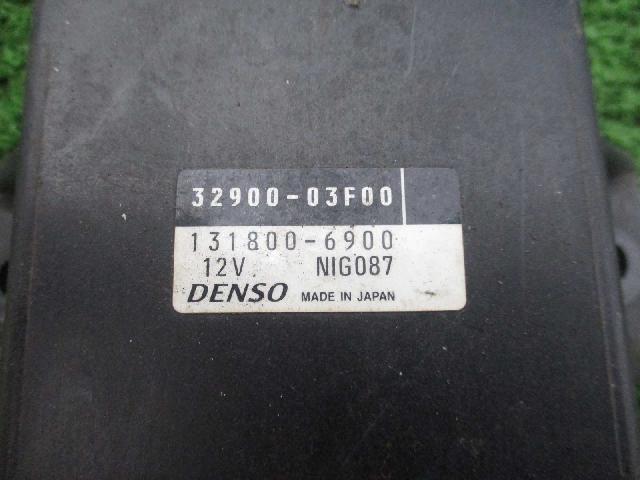 32900-03F00
131800-6900
12V NIG087
DENSO MADE IN JAPAN